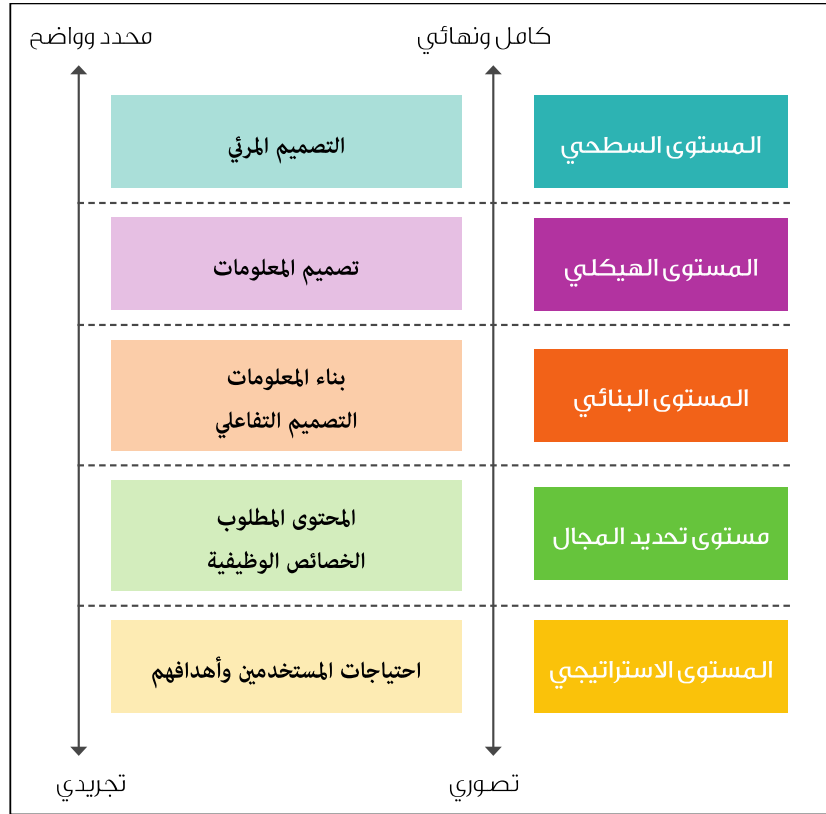 كامل ونهائي
محدد وواضح
المستوى السطحي
التصميم المرئي
المستوى الهيكلي
تصميم المعلومات
المستوى البنائي
بناء المعلومات
التصميم التفاعلي
مستوى تحديد المجال
المحتوى المطلوب
الخصائص الوظيفية
المستوى الاستراتيجي
احتياجات المستخدمين وأهدافهم
تصوري
تجريدي